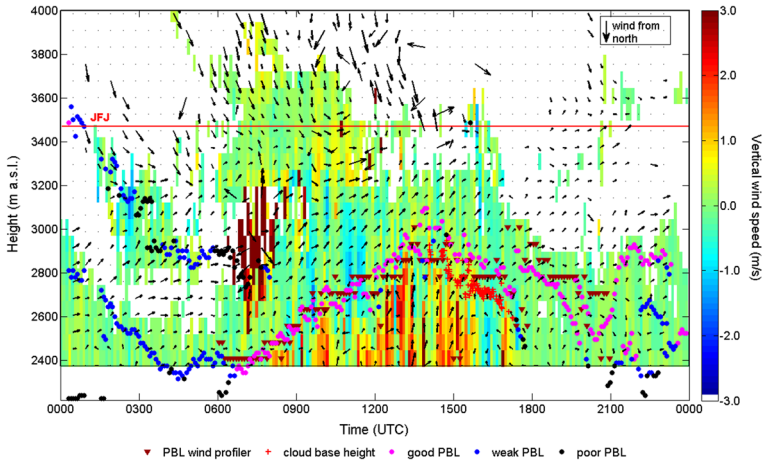 4000
3800
3600
3400
3200
3000
2800
2600
2400
Height (m a.s.l.)
JFJ
wind from
north
3.0
2.0
1.0
0.0
-1.0
-2.0
-3.0
Vertical wind speed (m/s)
0000 0300 0600 0900 1200 1500 1800 2100 0000
Time (UTC)
PBL wind profiler cloud base height good PBL weak PBL poor PBL